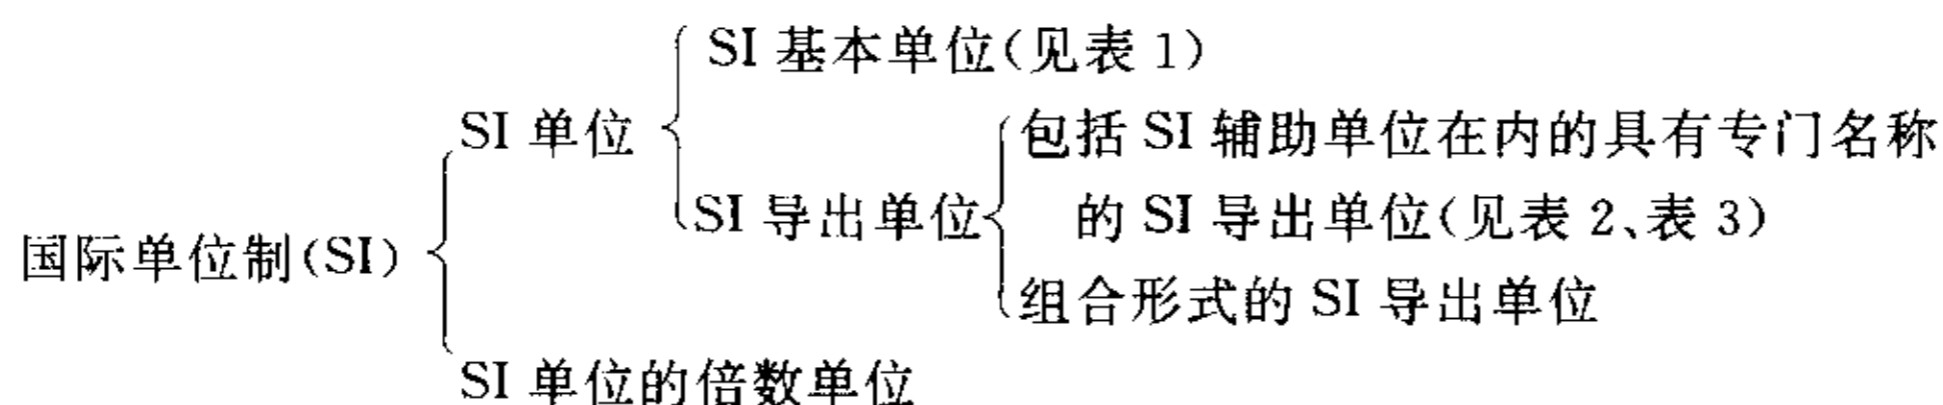 SI 基本单位(见表 1)
SI 单位
包括 SI 辅助单位在内的具有专门名称
SI 导出单位
的 SI 导出单位(见表 2、表 3)
国际单位制(SI)
组合形式的 SI 导出单位
SI 单位的倍数单位